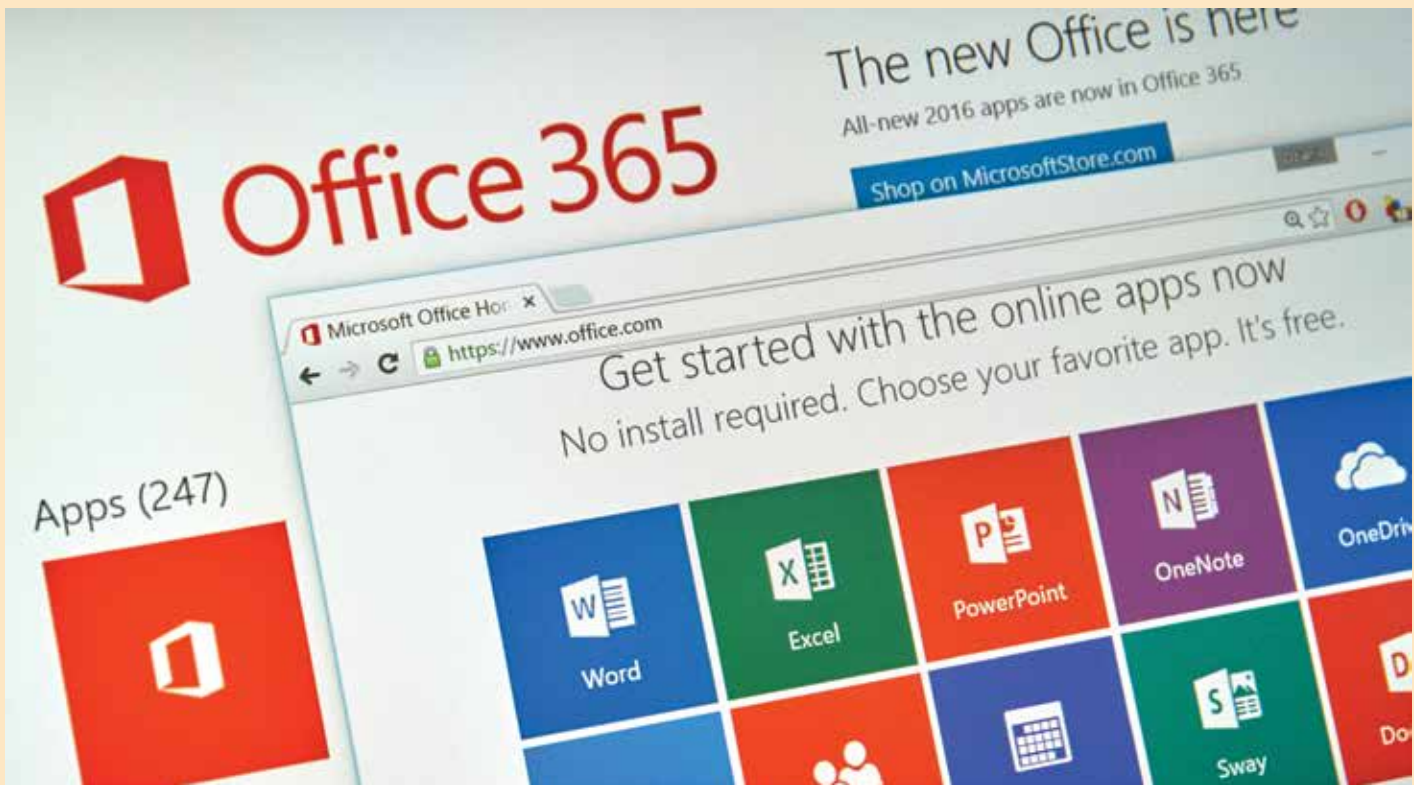 The new Office is here
All-new 2016 apps are now in Office 365
Office 365
Shop on MicrosoftStore.com
Microsoft Office Hor
https://www.office.com
Get started with the online apps now
No install required. Choose your favorite app. It's free.
Apps (247)
Word
Excel
PowerPoint
OneNote
OneDriv
Sway
Doc